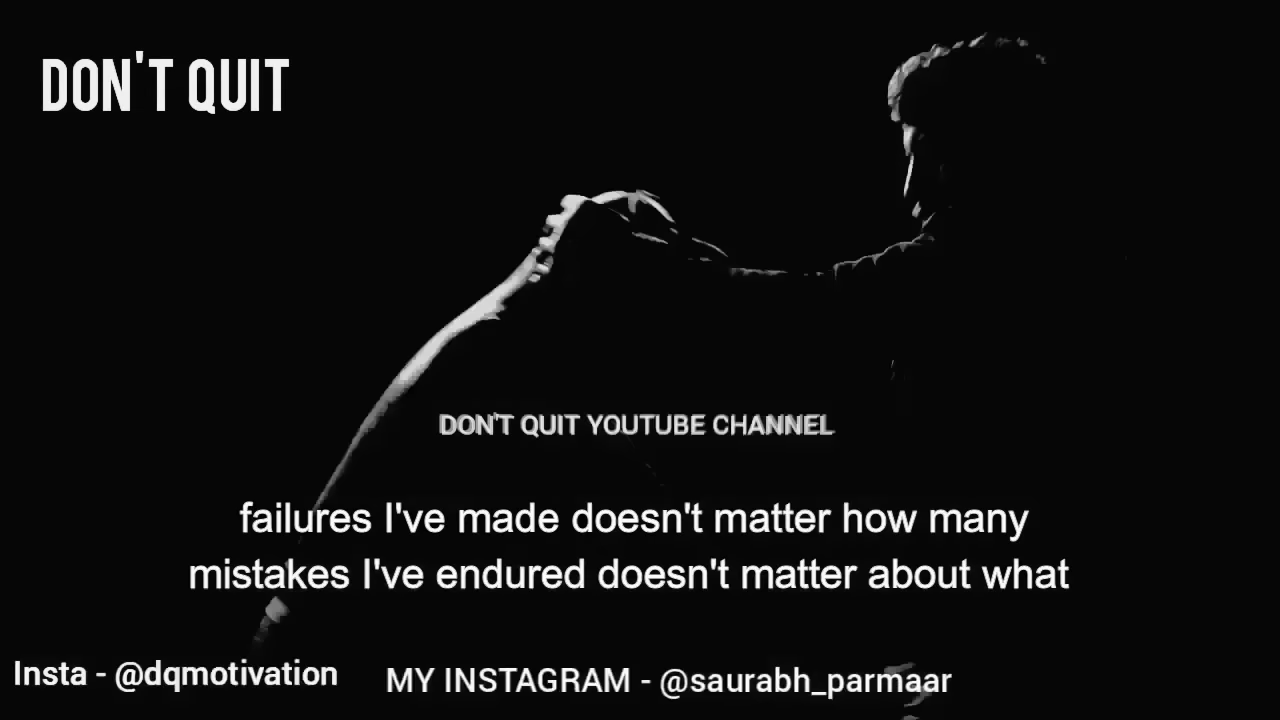 DON'T QUIT
DON'T QUIT YOUTUBE CHANNEL
failures I've made doesn't matter how many
mistakes I've endured doesn't matter about what
Insta - @dqmotivation
MY INSTAGRAM - @saurabh_parmaar